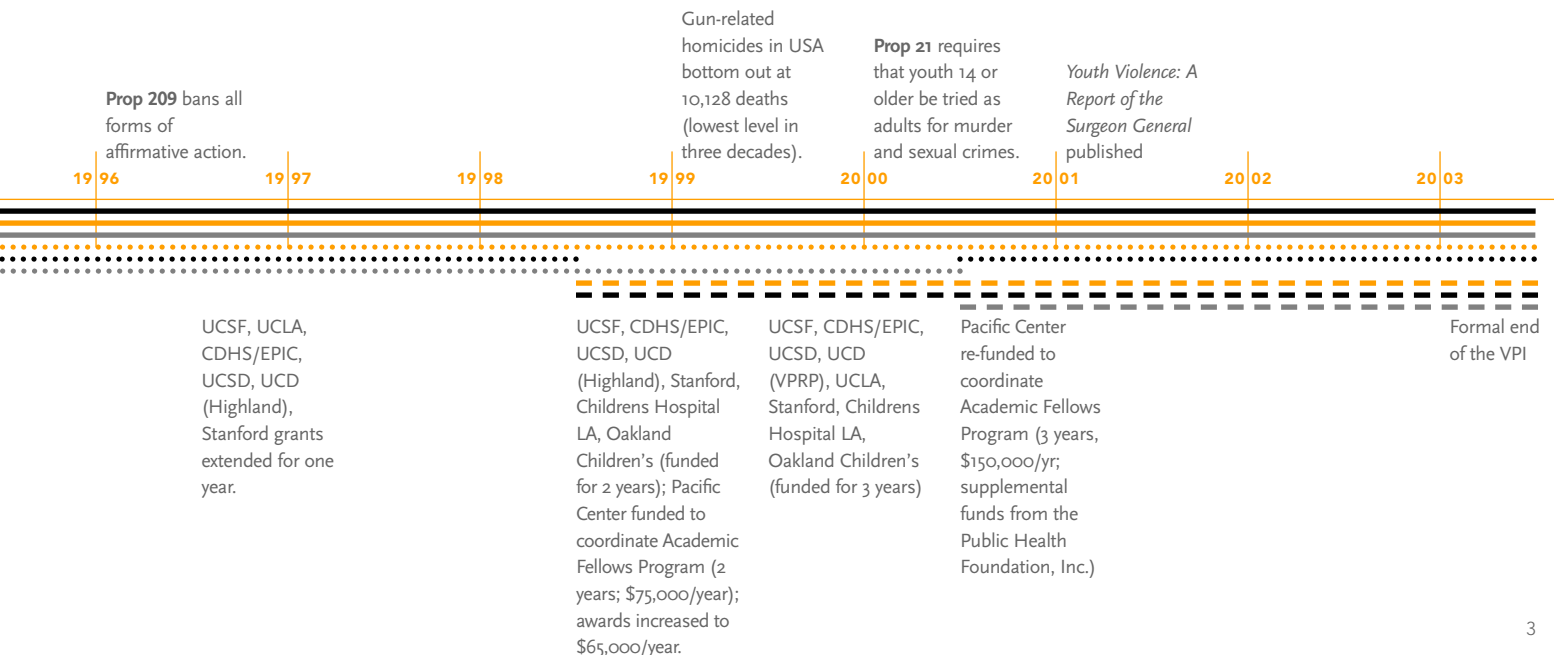 Prop 209 bans all
forms of
affirmative action.
Gun-related
homicides in USA
bottom out at
10,128 deaths
(lowest level in
three decades).
Prop 21 requires
that youth 14 or
older be tried as
adults for murder
and sexual crimes.
Youth Violence: A
Report of the
Surgeon General
published
1996 1997 1998 1999 2000 2001 2002 2003
UCSF, UCLA,
CDHS/EPIC,
UCSD, UCD
(Highland),
Stanford grants
extended for one
year.
UCSF, CDHS/EPIC,
UCSD, UCD
(Highland), Stanford,
Childrens Hospital
LA, Oakland
Children's (funded
for 2 years); Pacific
Center funded to
coordinate Academic
Fellows Program (2
years; $75,000/year);
awards increased to
$65,000/year.
UCSF, CDHS/EPIC,
UCSD, UCD
(VPRP), UCLA,
Stanford, Childrens
Hospital LA,
Oakland Children's
(funded for 3 years)
Pacific Center
re-funded to
coordinate
Academic Fellows
Program (3 years,
$150,000/yr;
supplemental
funds from the
Public Health
Foundation, Inc.)
Formal end
of the VPI
3